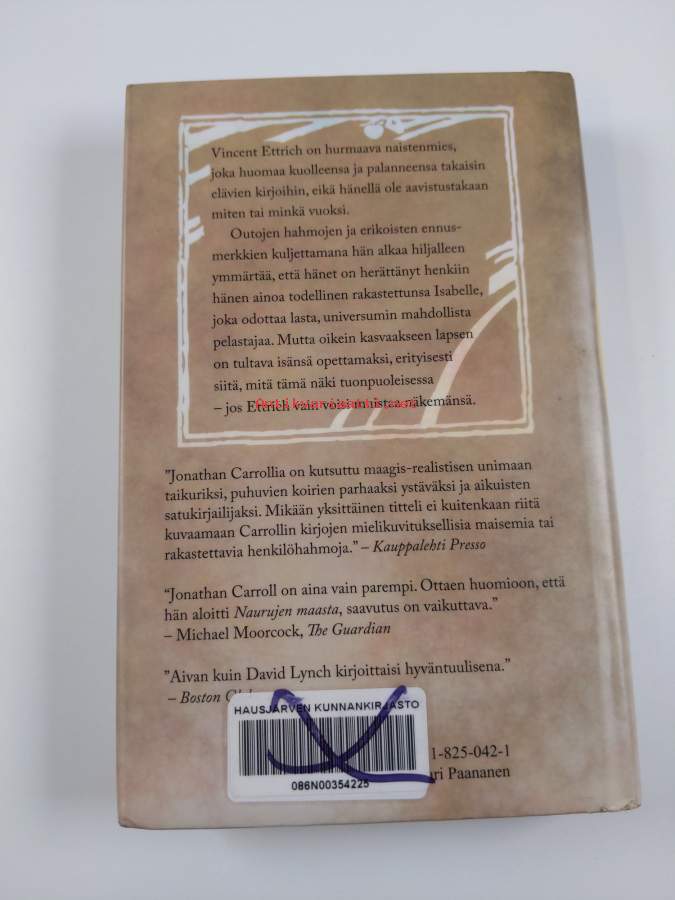 Vincent Ettrich on hurmaava naistenmies,
joka huomaa kuolleensa ja palanneensa takaisin
elävien kirjoihin, eikä hänellä ole aavistustakaan
miten tai minkä vuoksi.
Outojen hahmojen ja erikoisten ennus-
merkkien kuljettamana hän alkaa hiljalleen
ymmärtää, että hänet on herättänyt henkiin
hänen ainoa todellinen rakastettunsa Isabelle,
joka odottaa lasta, universumin mahdollista
pelastajaa. Mutta oikein kasvaakseen lapsen
on tultava isänsä opettamaksi, erityisesti
siitä, mitä tämä näki tuonpuoleisessa
– jos Ettrich vain voisi muistaa näkemänsä.
"Jonathan Carrollia on kutsuttu maagis-realistisen unimaan
taikuriksi, puhuvien koirien parhaaksi ystäväksi ja aikuisten
satukirjailijaksi. Mikään yksittäinen titteli ei kuitenkaan riitä
kuvaamaan Carrollin kirjojen mielikuvituksellisia maisemia tai
rakastettavia henkilöhahmoja." – Kauppalehti Presso
"Jonathan Carroll on aina vain parempi. Ottaen huomioon, että
hän aloitti Naurujen maasta, saavutus on vaikuttava."
– Michael Moorcock, The Guardian
"Aivan kuin David Lynch kirjoittaisi hyväntuulisena."
– Boston
HAUSJÄRVEN KUNNANKIRJASTO
086N00354225
1-825-042-1
ri Paananen